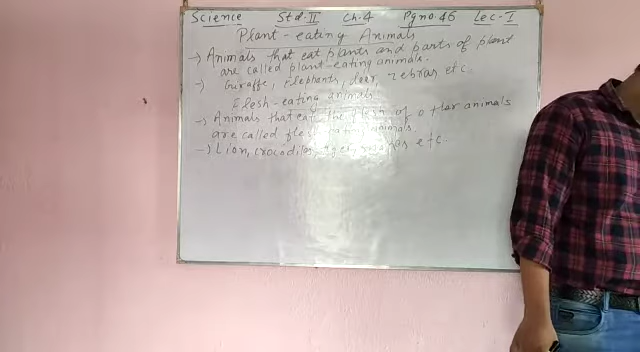 Science Std.II Ch.4 Pg no.46 Lec-I
Plant-eating Animals
→ Animals that eat plants and parts of plant
are called plant-eating animals.
→ Giraffe, Elephants, deer, zebras etc.
Flesh-eating animals
→ Animals that eat the flesh of other animals
are called flesh eating animals.
→ Lion, crocodiles, etc.